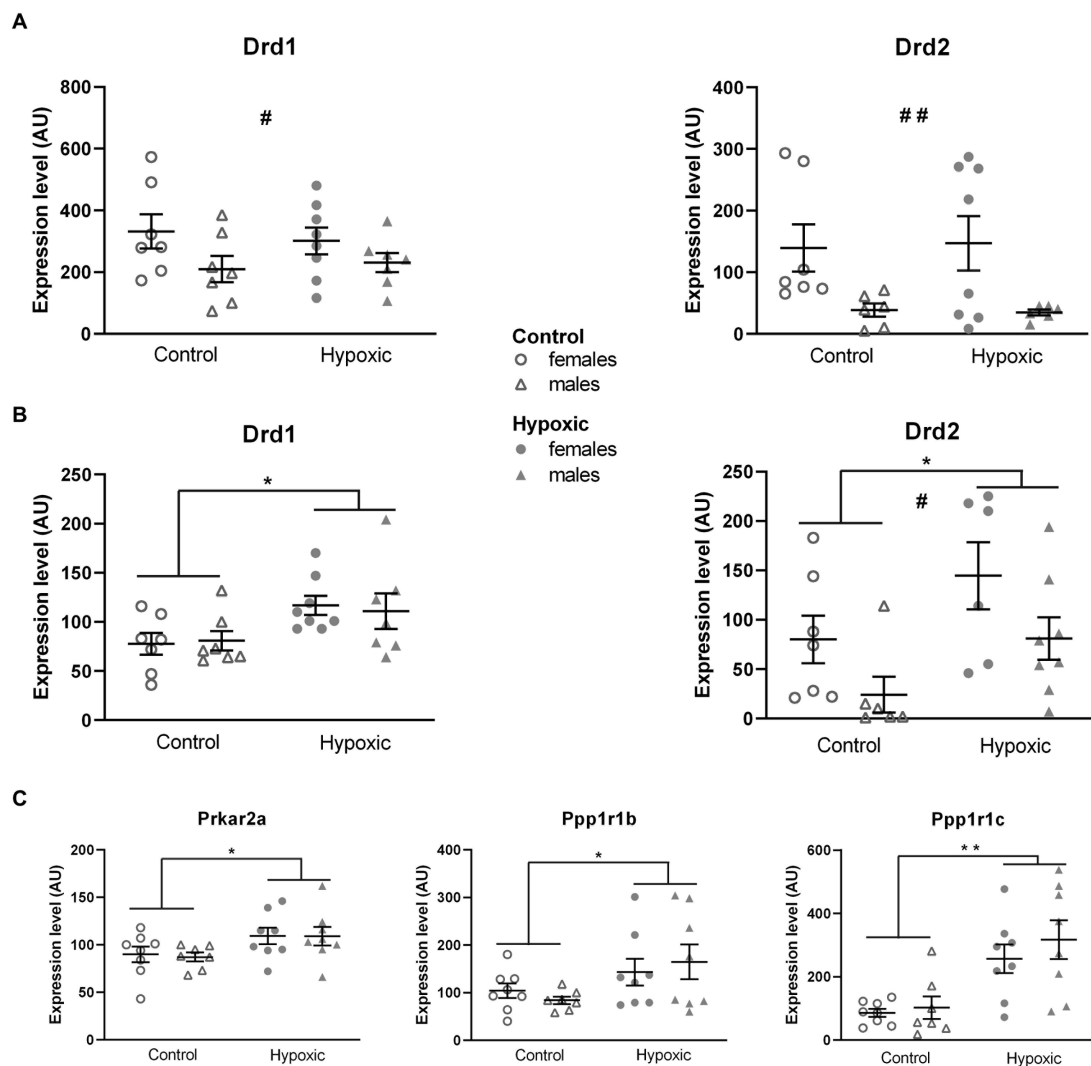 A
Drd1
Expression level (AU)
800
600
400
200
0
#
Control
Hypoxic
Drd2
Expression level (AU)
400
300
200
100
0
# #
Control
Hypoxic
Control
females
males
Hypoxic
females
males
B
Drd1
Expression level (AU)
250
200
150
100
50
0
*
Control
Hypoxic
Drd2
Expression level (AU)
250
200
150
100
50
0
*
#
Control
Hypoxic
C
Prkar2a
Expression level (AU)
200
150
100
50
0
*
Control
Hypoxic
Ppp1r1b
Expression level (AU)
400
300
200
100
0
*
Control
Hypoxic
Ppp1r1c
Expression level (AU)
600
400
200
0
* *
Control
Hypoxic